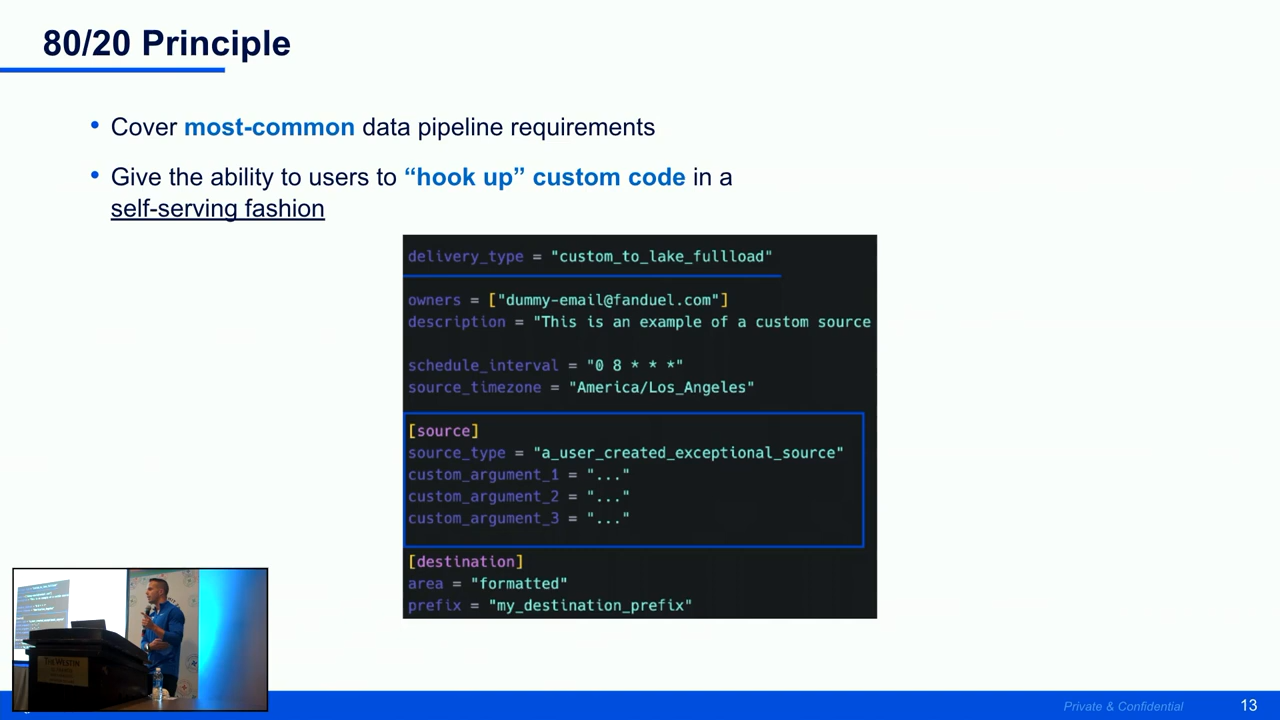 80/20 Principle
• Cover most-common data pipeline requirements
• Give the ability to users to “hook up” custom code in a
self-serving fashion
delivery_type = "custom_to_lake_fullload"
owners = ["dummy-email@fanduel.com"]
description = "This is an example of a custom source
schedule_interval = "0 8 * * *"
source_timezone = "America/Los_Angeles"
[source]
source_type = "a_user_created_exceptional_source"
custom_argument_1 = "..."
custom_argument_2 = "..."
custom_argument_3 = "..."
[destination]
area = "formatted"
prefix = "my_destination_prefix"
THE WESTIN
Private & Confidential
13